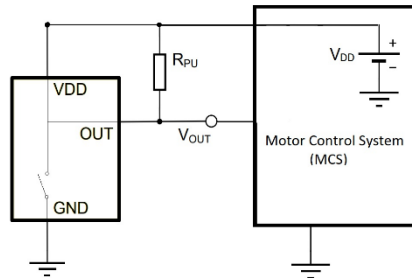 VDD
OUT
GND
RPU
VOUT
VDD
+
−
Motor Control System
(MCS)